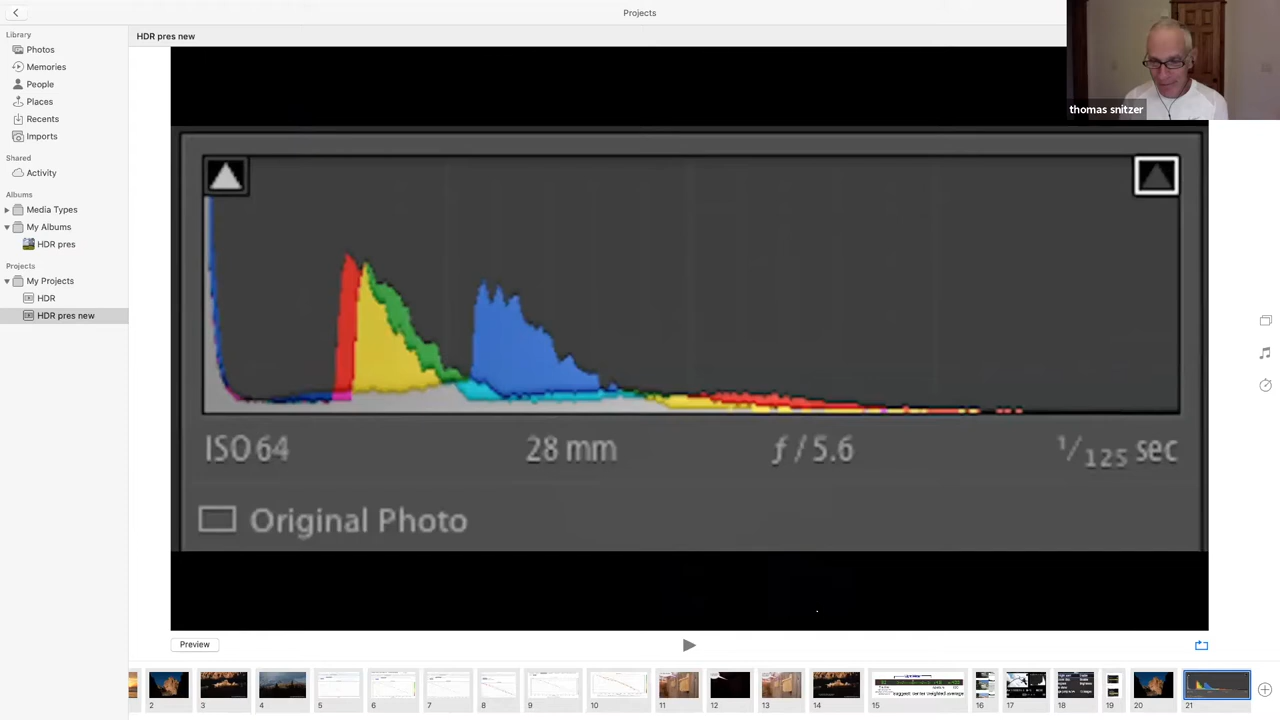 Projects
Library
Photos
Memories
People
Places
Recents
Imports
Shared
Activity
Albums
Media Types
My Albums
HDR pres
Projects
My Projects
HDR
HDR pres new
HDR pres new
thomas snitzer
ISO 64 28 mm ƒ / 5.6 1/125 sec
Original Photo
Preview
2 3 4 5 6 7 8 9 10 11 12 13 14 15 16 17 18 19 20 21